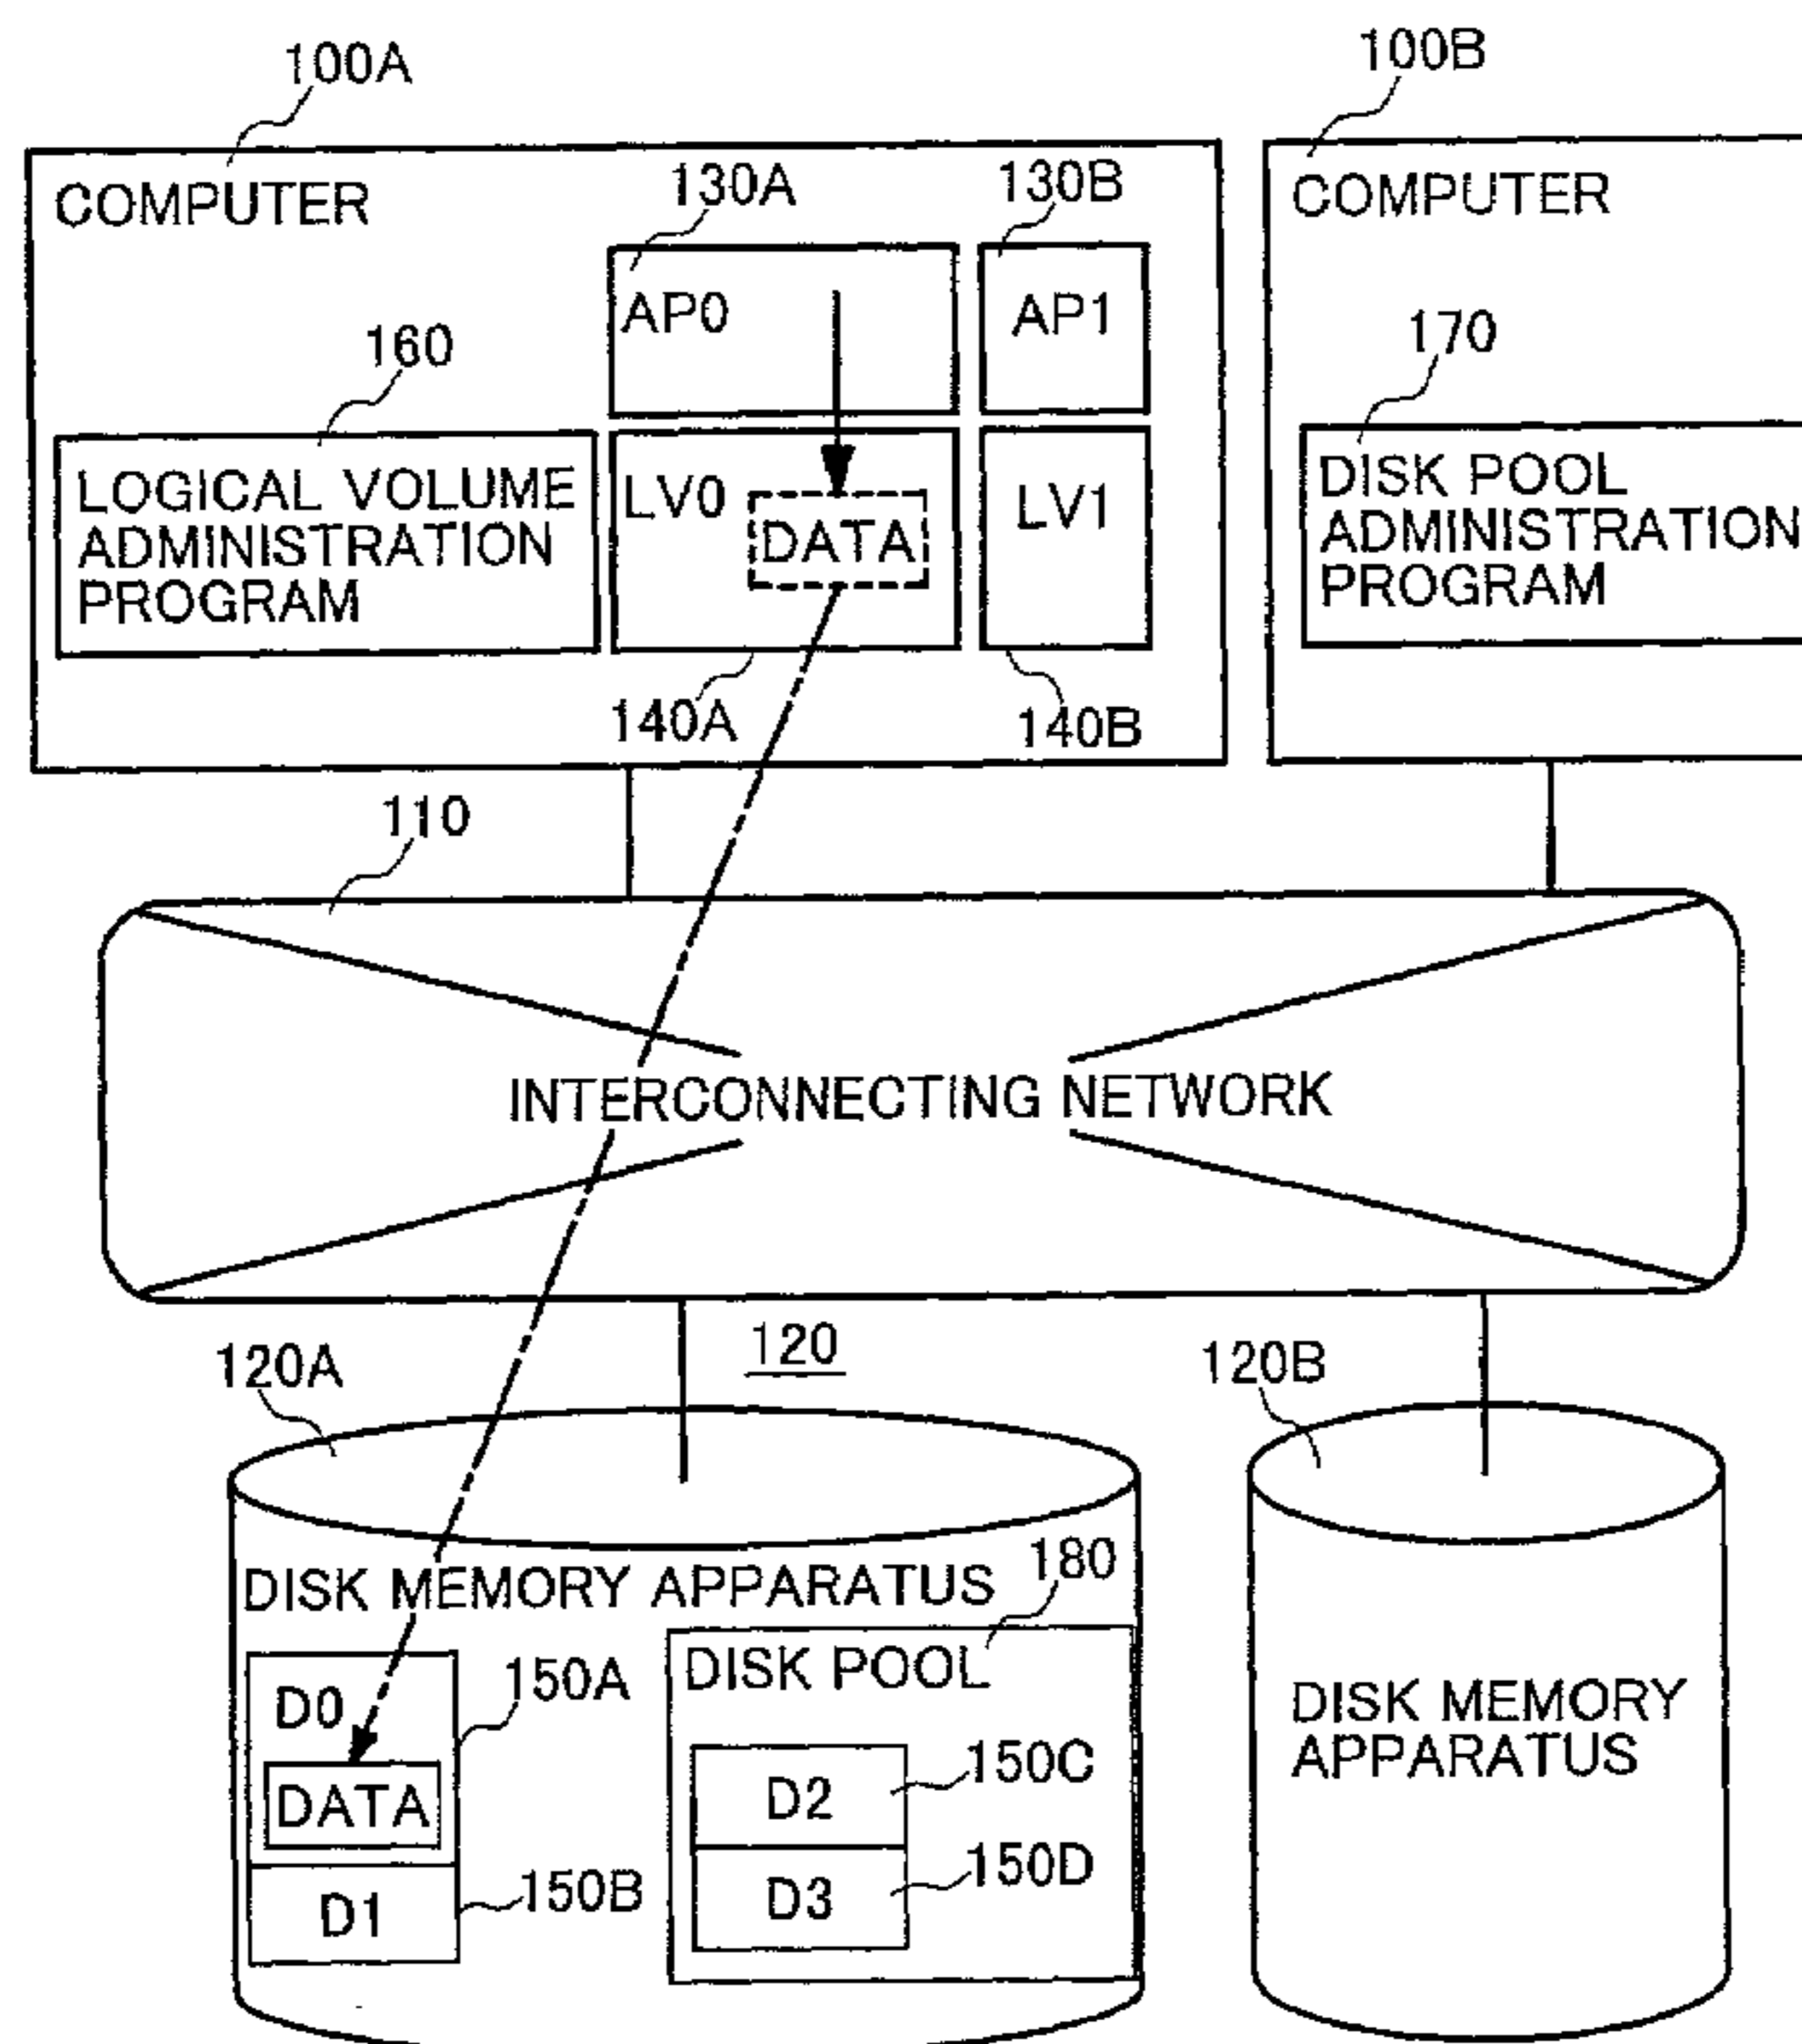 100A
100B
COMPUTER
130A
130B
COMPUTER
AP0
AP1
160
170
LOGICAL VOLUME
ADMINISTRATION
PROGRAM
LV0
DATA
LV1
DISK POOL
ADMINISTRATION
PROGRAM
140A
140B
110
INTERCONNECTING NETWORK
120
120A
120B
DISK MEMORY APPARATUS
180
D0
150A
DISK POOL
DATA
D2
150C
D1
150B
D3
150D
DISK MEMORY
APPARATUS